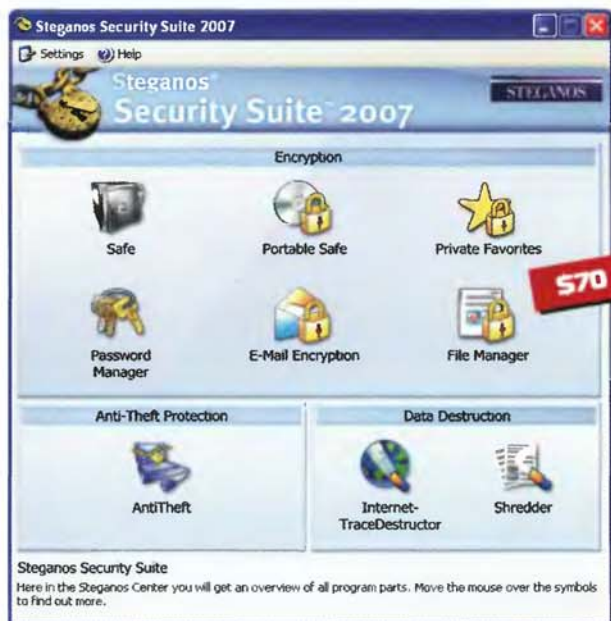 Steganos Security Suite 2007
Settings Help
Steganos®
Security Suite™ 2007
STEGANOS
Encryption
Safe
Portable Safe
Private Favorites
$70
Password
Manager
E-Mail Encryption
File Manager
Anti-Theft Protection
Data Destruction
AntiTheft
Internet-
TraceDestructor
Shredder
Steganos Security Suite
Here in the Steganos Center you will get an overview of all program parts. Move the mouse over the symbols
to find out more.